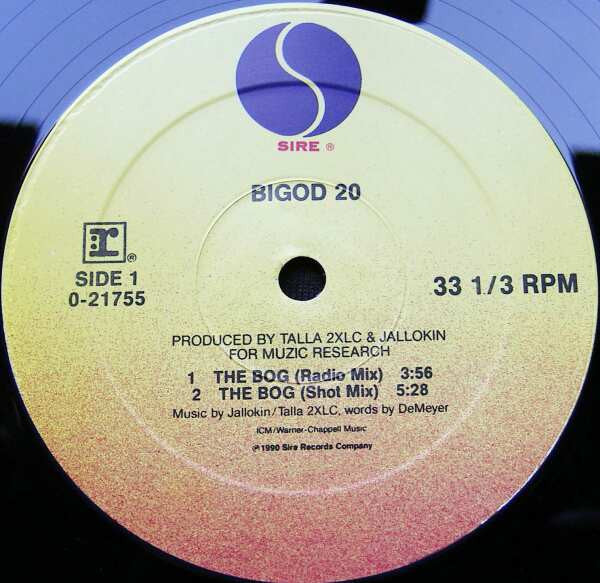 SIRE ®
BIGOD 20
r ®
SIDE 1
0-21755
33 1/3 RPM
PRODUCED BY TALLA 2XLC & JALLOKIN
FOR MUZIC RESEARCH
1 THE BOG (Radio Mix) 3:56
2 THE BOG (Shot Mix) 5:28
Music by Jallokin/Talla 2XLC, words by DeMeyer
ICM/Warner-Chappell Music
℗1990 Sire Records Company